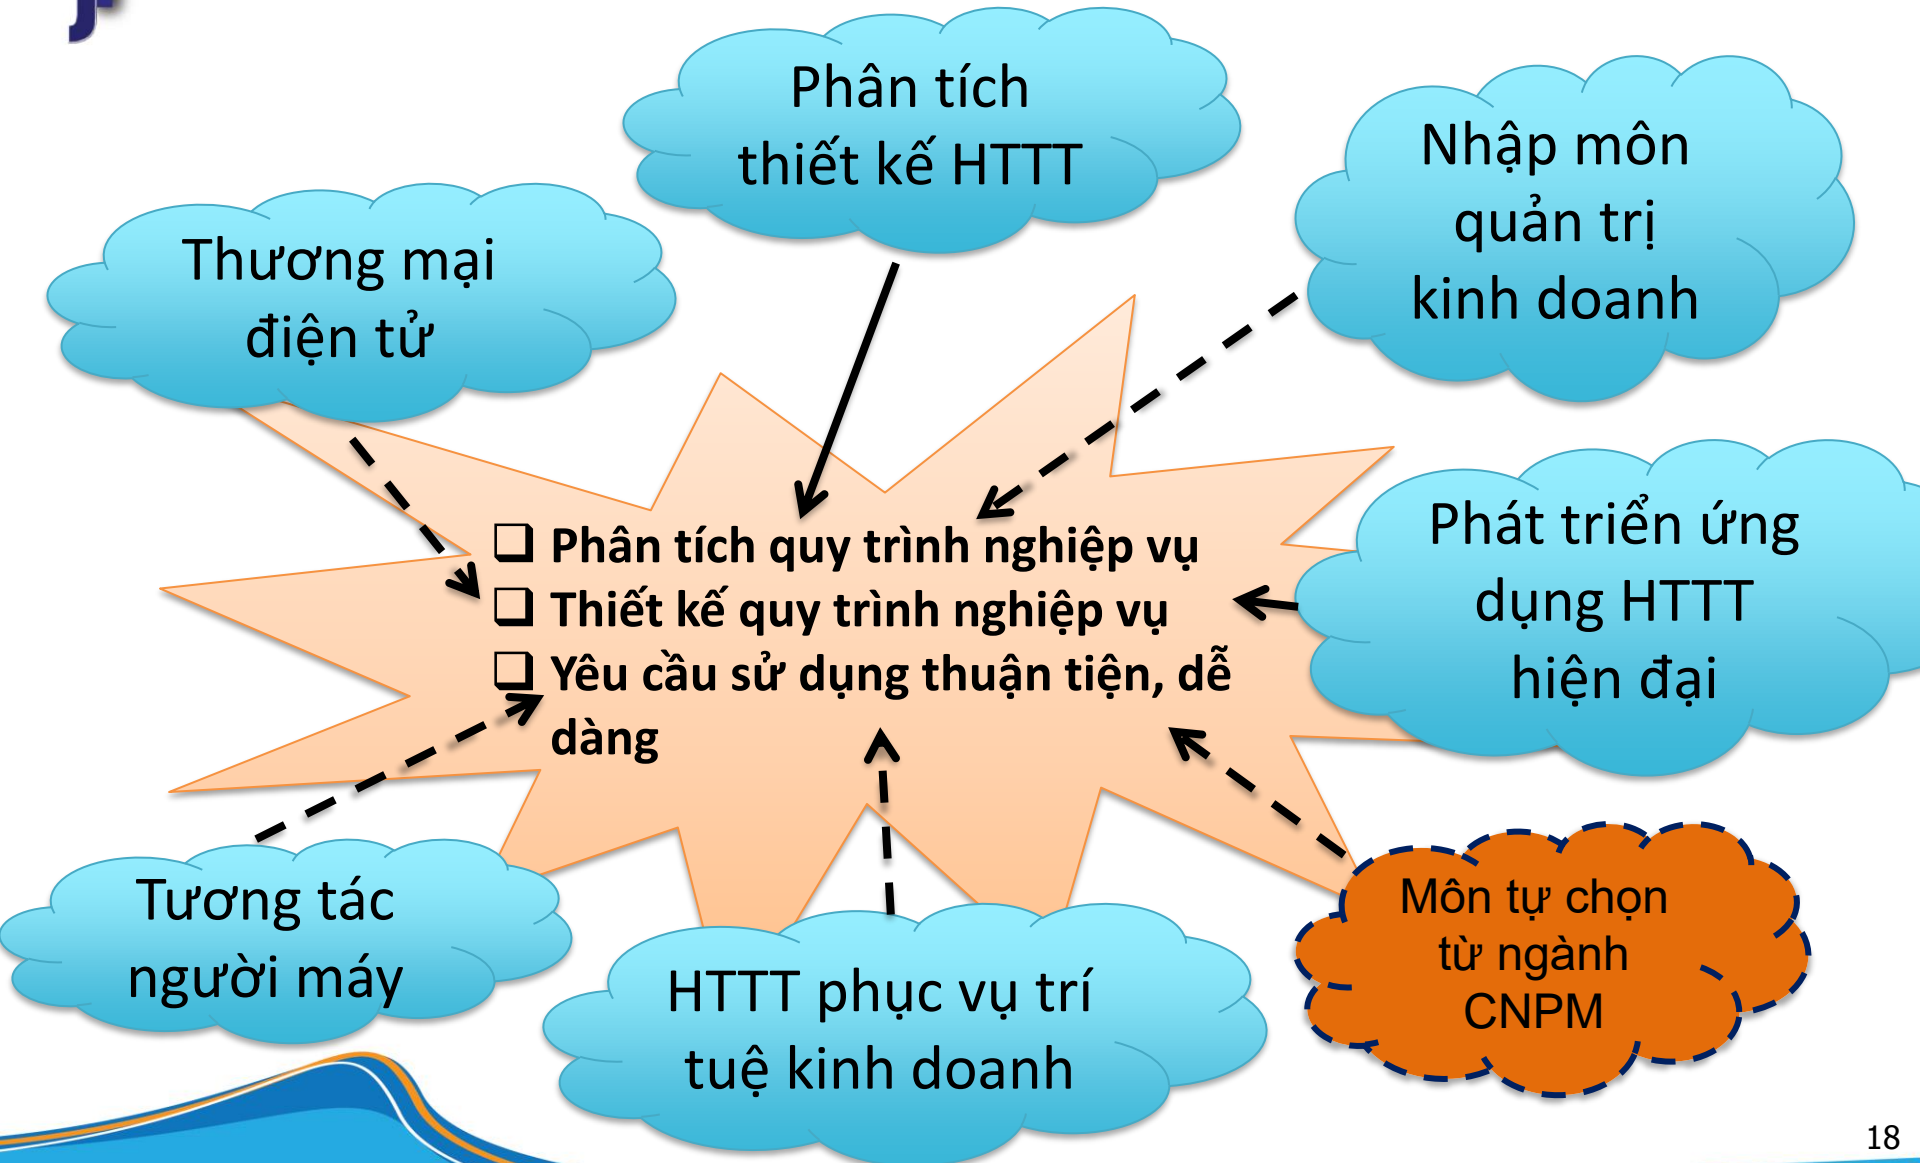 Phân tích
thiết kế HTTT
Nhập môn
quản trị
kinh doanh
Thương mại
điện tử
Phát triển ứng
dụng HTTT
hiện đại
❑ Phân tích quy trình nghiệp vụ
❑ Thiết kế quy trình nghiệp vụ
❑ Yêu cầu sử dụng thuận tiện, dễ
dàng
Tương tác
người máy
HTTT phục vụ trí
tuệ kinh doanh
Môn tự chọn
từ ngành
CNPM
18